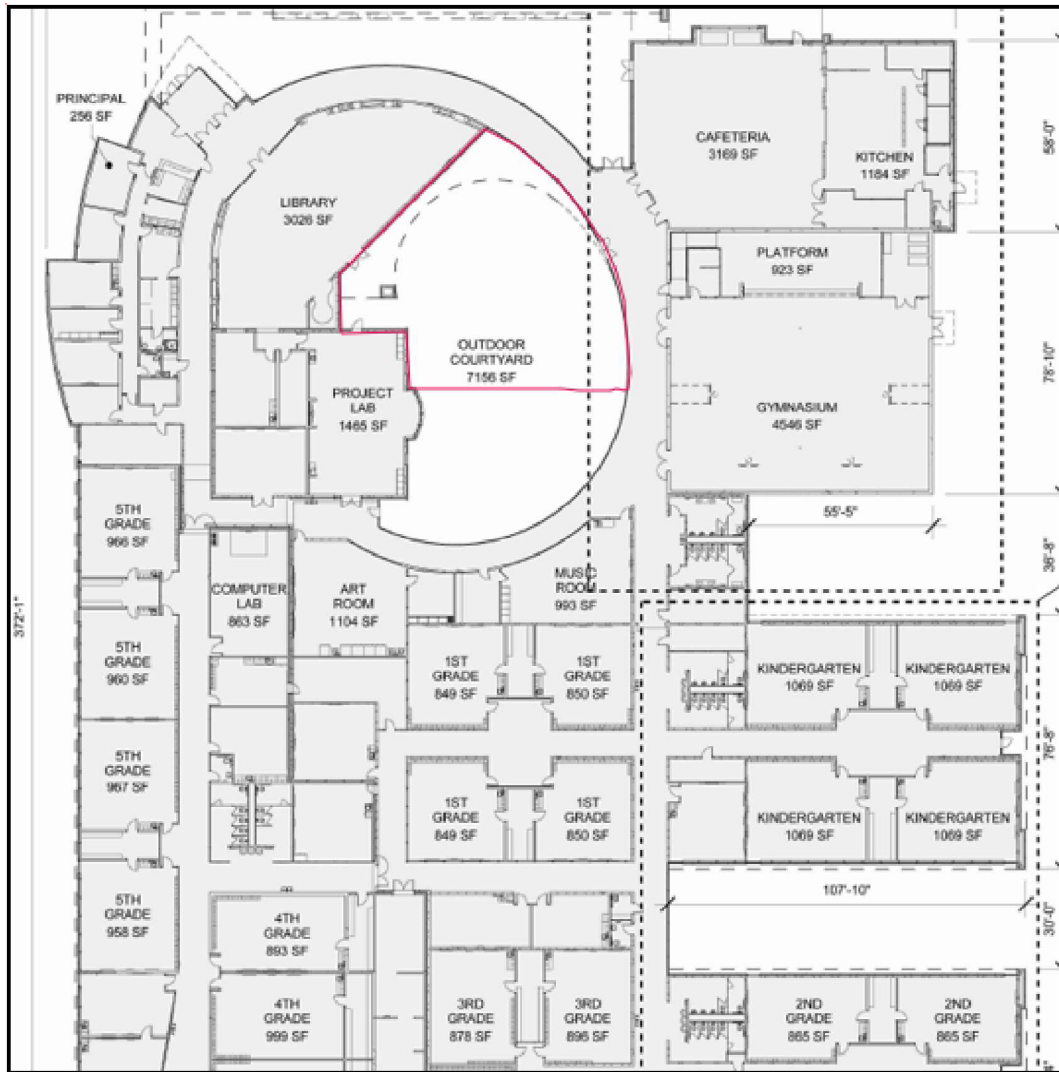 PRINCIPAL
256 SF
CAFETERIA
3169 SF
KITCHEN
1184 SF
58'-0"
LIBRARY
3026 SF
PLATFORM
923 SF
OUTDOOR
COURTYARD
7156 SF
PROJECT
LAB
1465 SF
GYMNASIUM
4546 SF
78'-10"
5TH
GRADE
966 SF
55'-5"
36'-8"
COMPUTER
LAB
863 SF
ART
ROOM
1104 SF
MUSIC
ROOM
993 SF
372'-1"
5TH
GRADE
960 SF
1ST
GRADE
849 SF
1ST
GRADE
850 SF
KINDERGARTEN
1069 SF
KINDERGARTEN
1069 SF
76'-8"
5TH
GRADE
967 SF
1ST
GRADE
849 SF
1ST
GRADE
850 SF
KINDERGARTEN
1069 SF
KINDERGARTEN
1069 SF
107'-10"
30'-0"
5TH
GRADE
958 SF
4TH
GRADE
893 SF
4TH
GRADE
999 SF
3RD
GRADE
878 SF
3RD
GRADE
896 SF
2ND
GRADE
865 SF
2ND
GRADE
865 SF